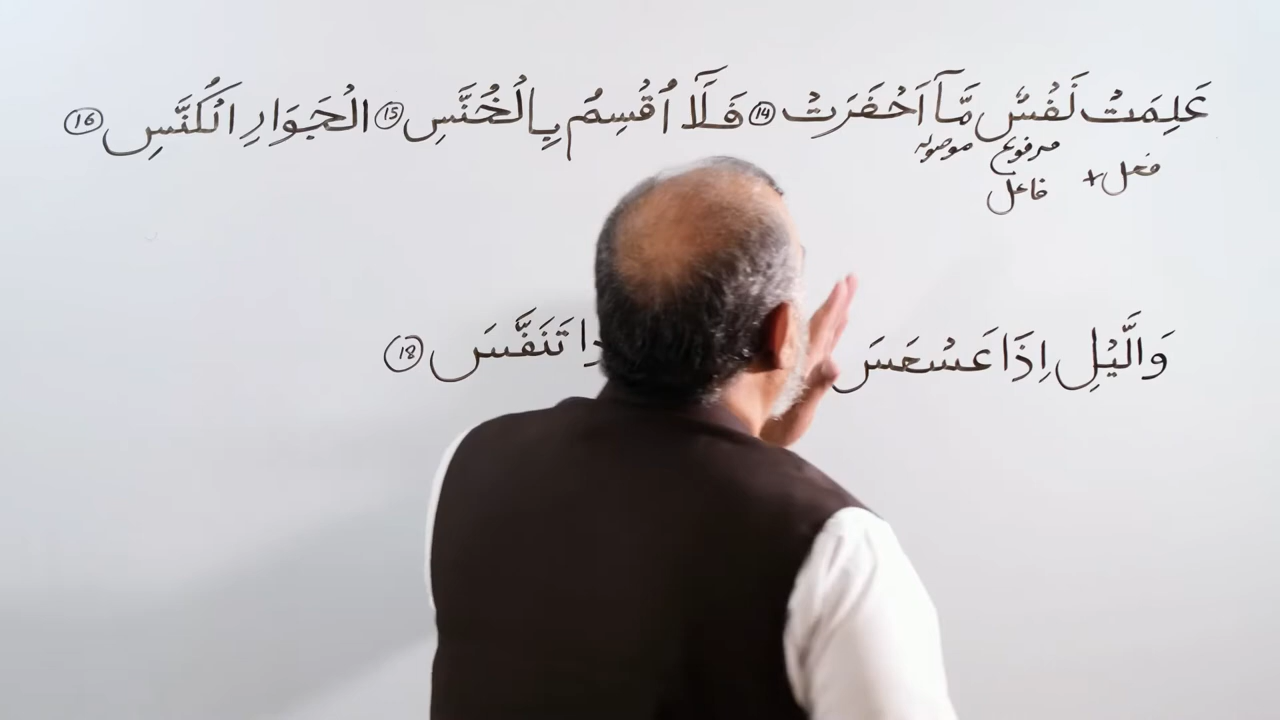 عَلِمَتْ نَفْسٌ مَّآ اَحْضَرَتْ ۝14 فَلَآ اُقْسِمُ بِالْخُنَّسِ ۝15 الْجَوَارِ الْكُنَّسِ ۝16
فعل + مرفوع موصولہ
فاعل
وَالَّيْلِ اِذَا عَسْعَسَ ذَا تَنَفَّسَ ۝18